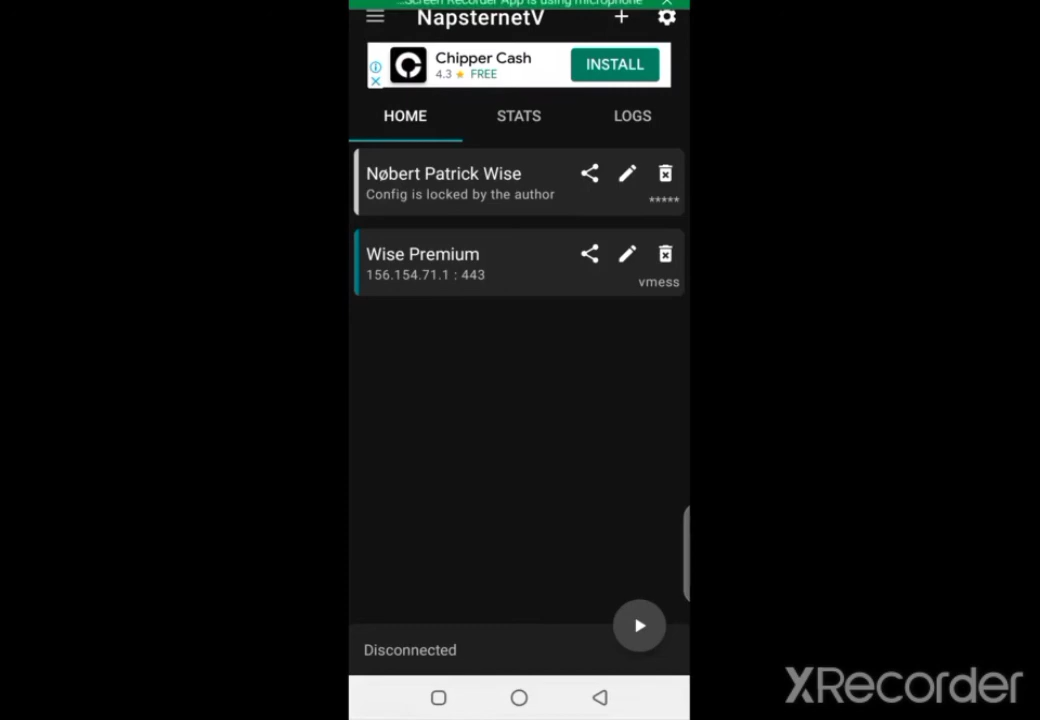 ...Screen Recorder App is using microphone
NapsternetV
Chipper Cash
4.3 ★ FREE
INSTALL
HOME
STATS
LOGS
Nøbert Patrick Wise
Config is locked by the author
*****
Wise Premium
156.154.71.1 : 443
vmess
Disconnected
XRecorder